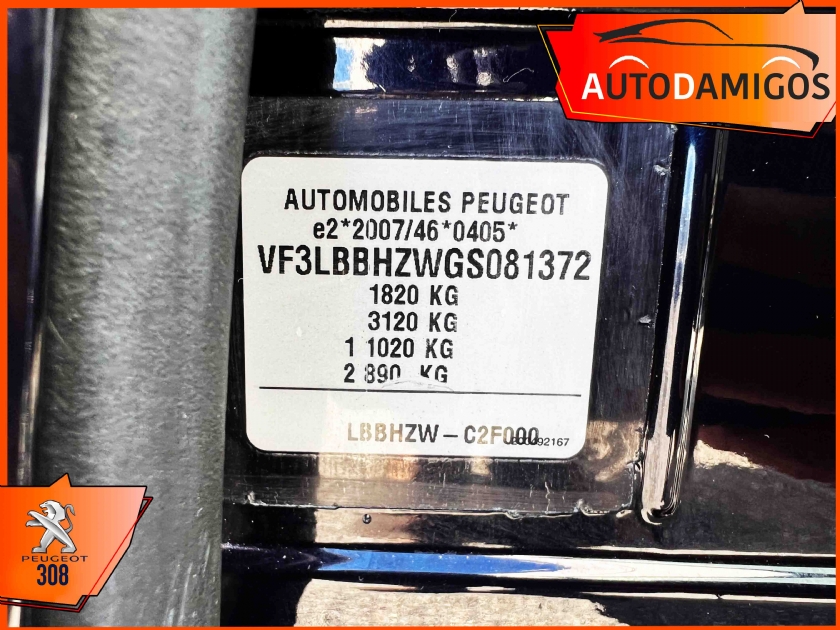 AUTODAMIGOS
AUTOMOBILES PEUGEOT
e2*2007/46*0405*
VF3LBBHZWGS081372
1820 KG
3120 KG
1 1020 KG
2 890 KG
LBBHZW-C2F000
PEUGEOT
308